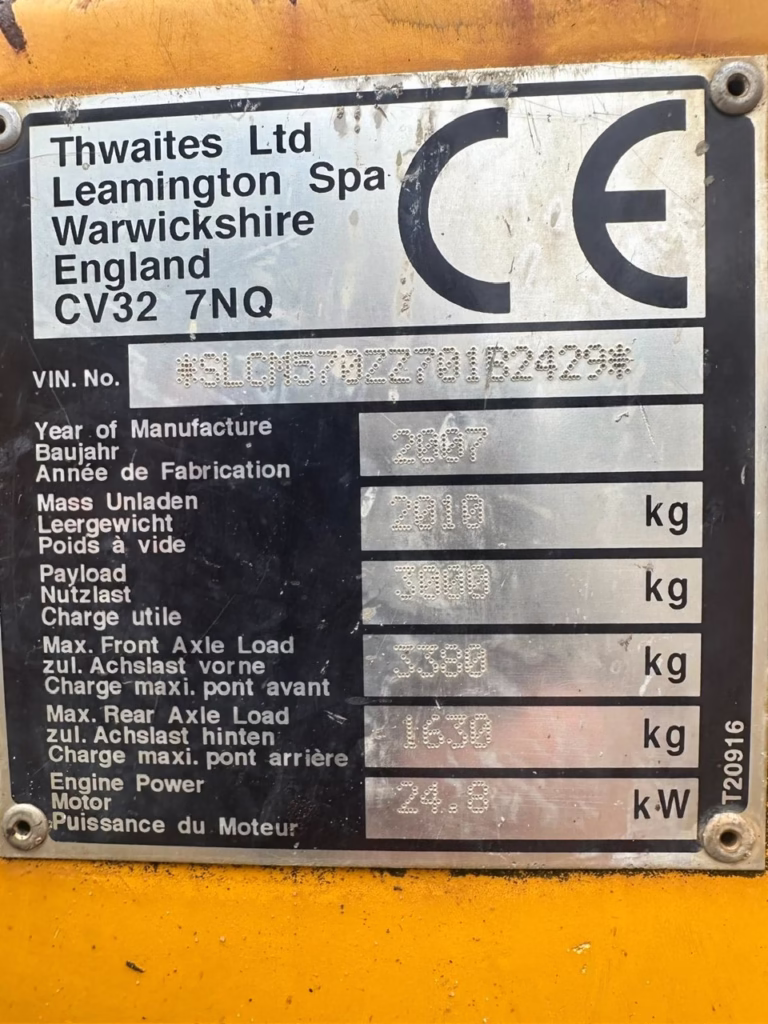 Thwaites Ltd
Leamington Spa
Warwickshire
England
CV32 7NQ
CE
VIN. No. *SLCM570ZZ701B2429*
Year of Manufacture
Baujahr
Année de Fabrication
2007
Mass Unladen
Leergewicht
Poids à vide
2010 kg
Payload
Nutzlast
Charge utile
3000 kg
Max. Front Axle Load
zul. Achslast vorne
Charge maxi. pont avant
3380 kg
Max. Rear Axle Load
zul. Achslast hinten
Charge maxi. pont arrière
1630 kg
Engine Power
Motor
Puissance du Moteur
24.8 kW
T20916